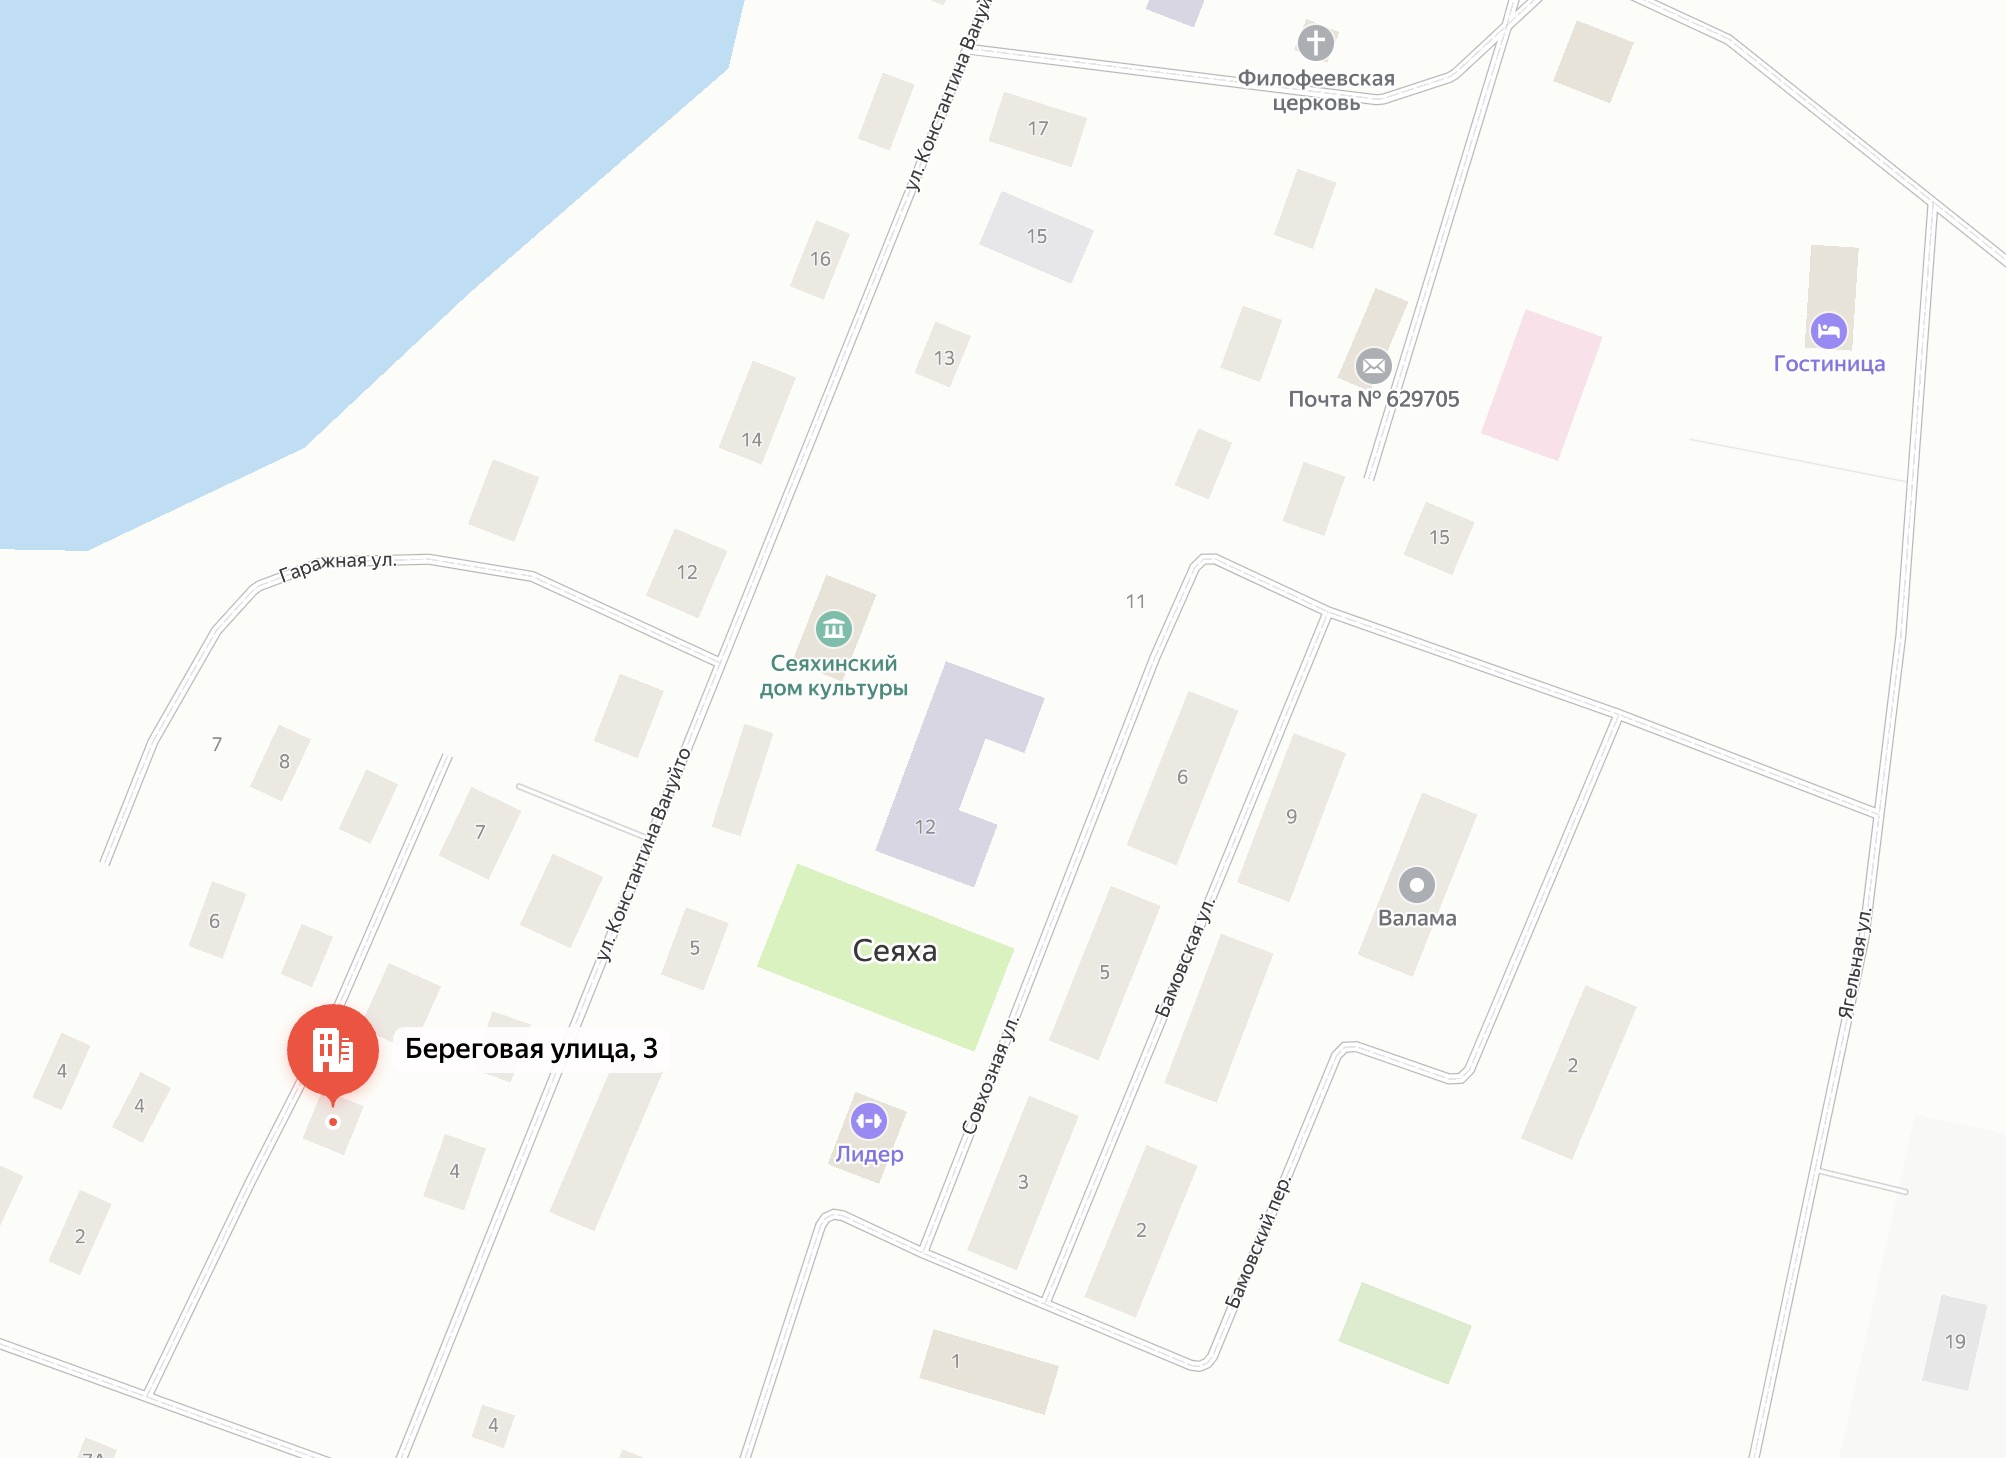 ул. Константина Вануй
Филофеевская
церковь
17
15
16
13
14
Гостиница
Почта № 629705
15
Гаражная ул.
12
11
Сеяхинский
дом культуры
7
8
7
12
6
9
ул. Константина Вануйто
6
5
Сеяха
5
Валама
Бамовская ул.
Ягельная ул.
Береговая улица, 3
4
4
4
2
Лидер
Совхозная ул.
3
2
2
Бамовский пер.
1
19
4